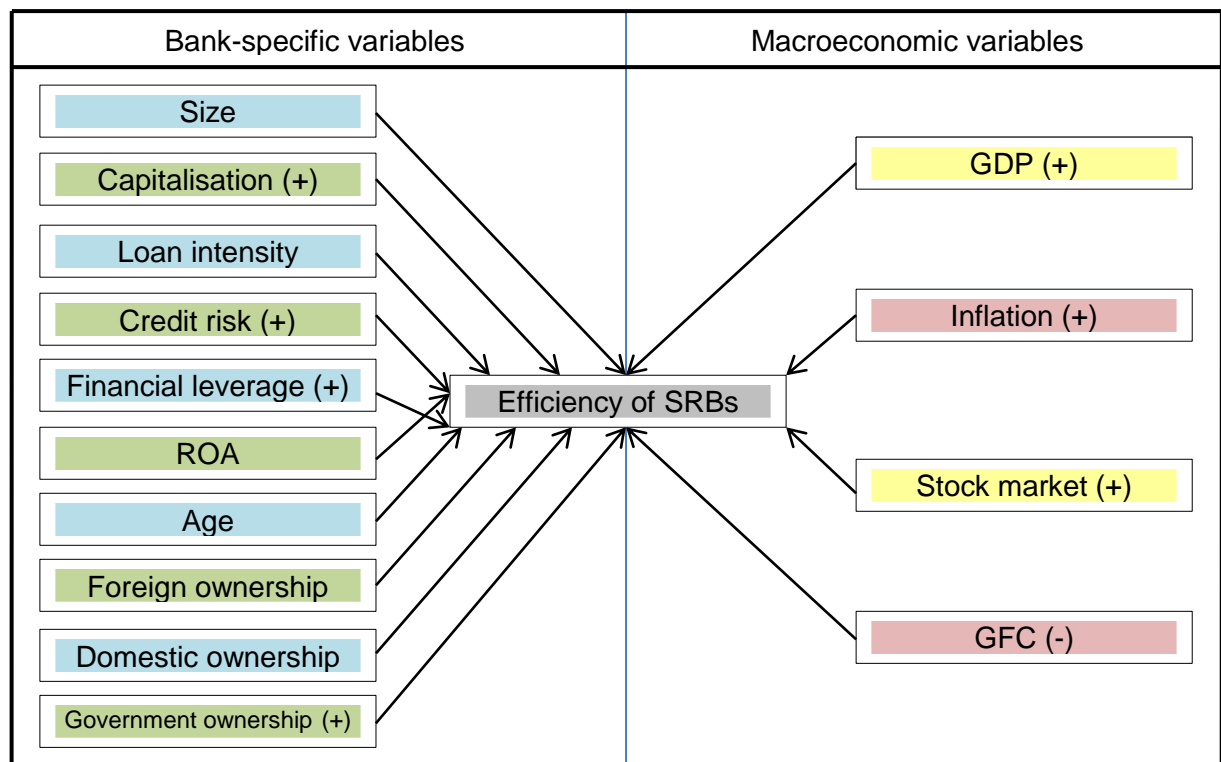 Bank-specific variables
Macroeconomic variables
Size
Capitalisation (+)
Loan intensity
Credit risk (+)
Financial leverage (+)
ROA
Age
Foreign ownership
Domestic ownership
Government ownership (+)
Efficiency of SRBs
GDP (+)
Inflation (+)
Stock market (+)
GFC (-)